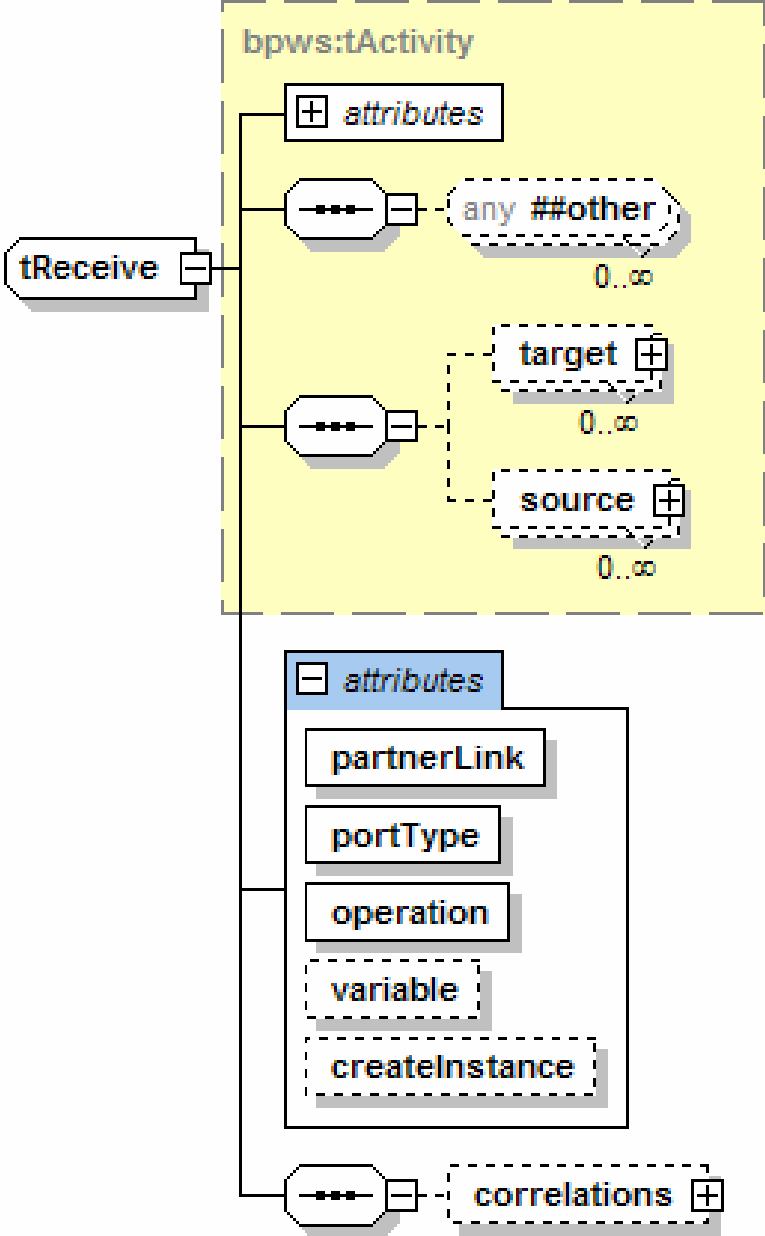 bpws:tActivity
attributes
any ##other
0..∞
tReceive
target
0..∞
source
0..∞
attributes
partnerLink
portType
operation
variable
createInstance
correlations